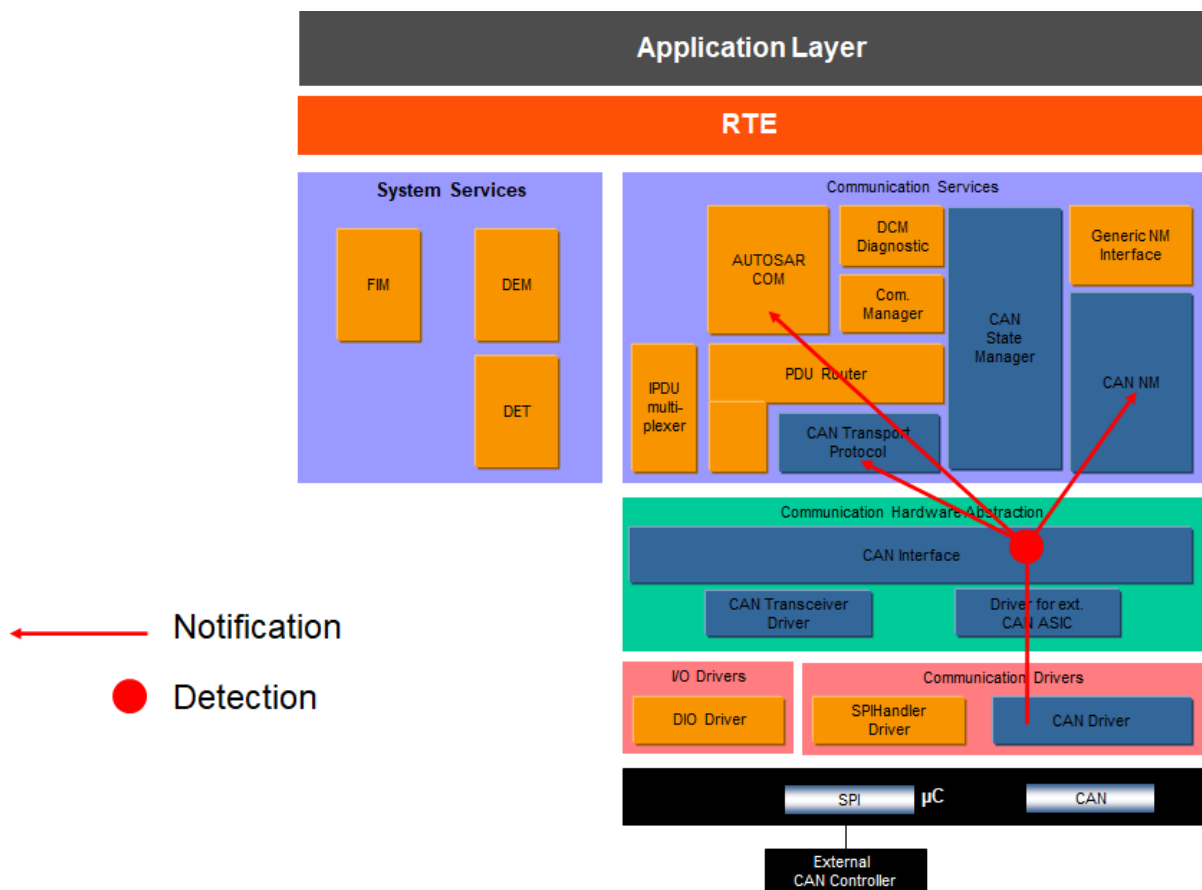 Application Layer
RTE
System Services
FIM
DEM
DET
Communication Services
AUTOSAR
COM
DCM
Diagnostic
Com.
Manager
CAN
State
Manager
Generic NM
Interface
CAN NM
IPDU
multi-
plexer
PDU Router
CAN Transport
Protocol
Communication Hardware Abstraction
CAN Interface
CAN Transceiver
Driver
Driver for ext.
CAN ASIC
Notification
Detection
I/O Drivers
DIO Driver
Communication Drivers
SPIHandler
Driver
CAN Driver
SPI
µC
CAN
External
CAN Controller